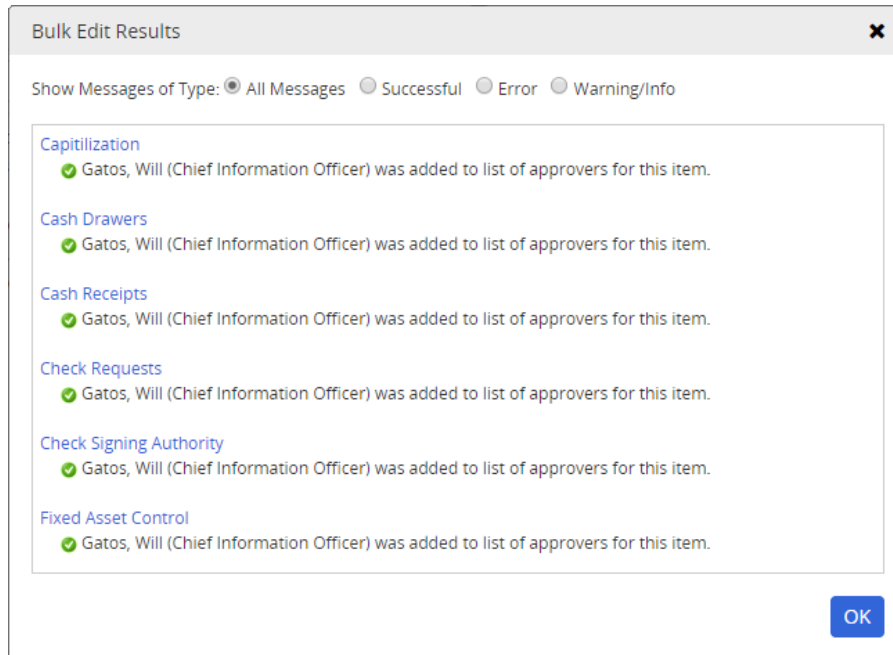 Bulk Edit Results
Show Messages of Type: All Messages Successful Error Warning/Info
Capitilization
Gatos, Will (Chief Information Officer) was added to list of approvers for this item.
Cash Drawers
Gatos, Will (Chief Information Officer) was added to list of approvers for this item.
Cash Receipts
Gatos, Will (Chief Information Officer) was added to list of approvers for this item.
Check Requests
Gatos, Will (Chief Information Officer) was added to list of approvers for this item.
Check Signing Authority
Gatos, Will (Chief Information Officer) was added to list of approvers for this item.
Fixed Asset Control
Gatos, Will (Chief Information Officer) was added to list of approvers for this item.
OK